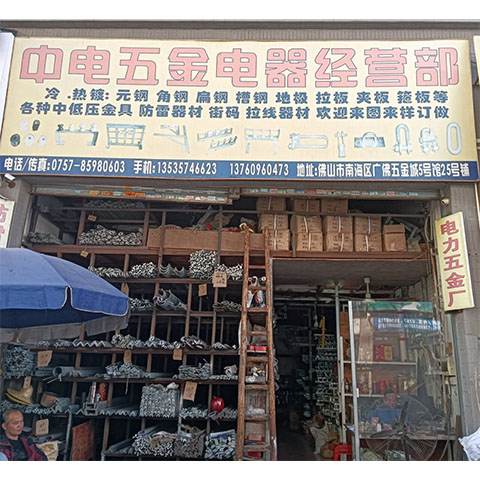 中电五金电器经营部
冷.热镀:元钢 角钢 扁钢 槽钢 地极 拉板 夹板 箍板等
各种中低压金具 防雷器材 街码 拉线器材 欢迎来图来样订做
电话/传真:0757-85980603 手机:13535746623 13760960473 地址:佛山市南海区广佛五金城5号馆25号铺
电力五金厂